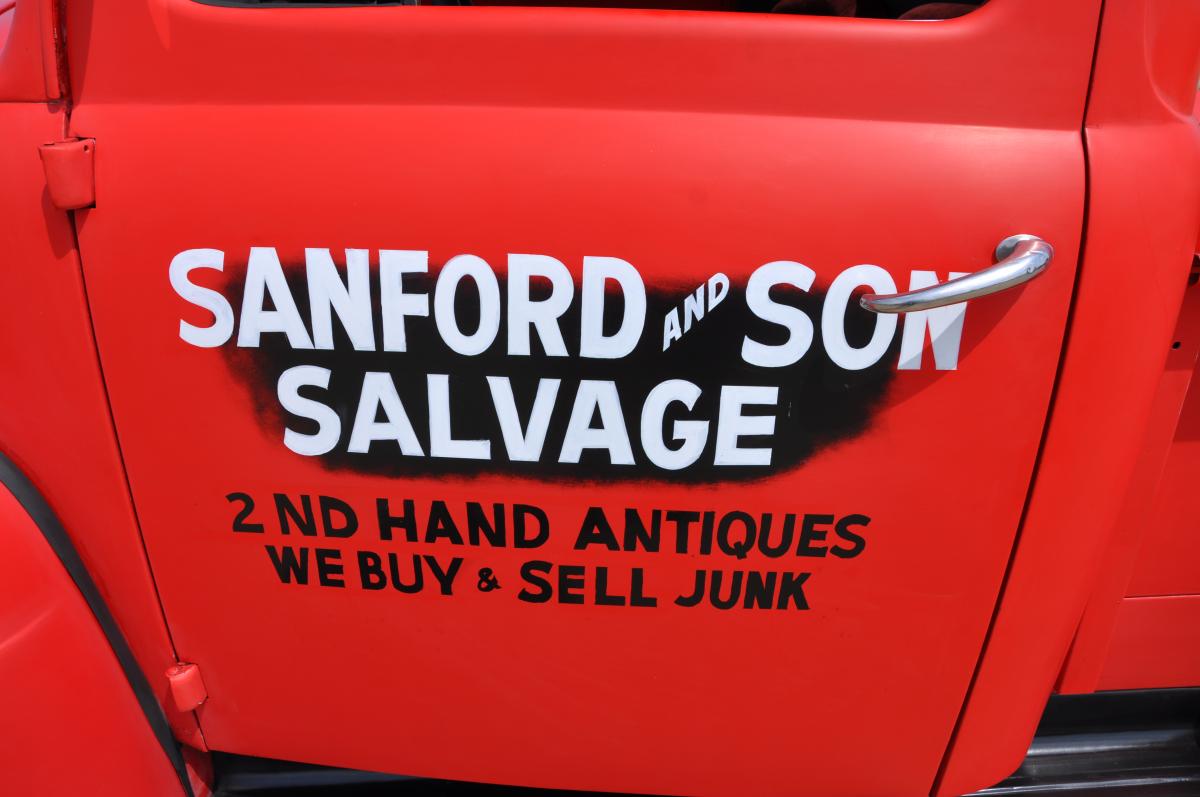 SANFORD AND SON
SALVAGE
2 ND HAND ANTIQUES
WE BUY & SELL JUNK